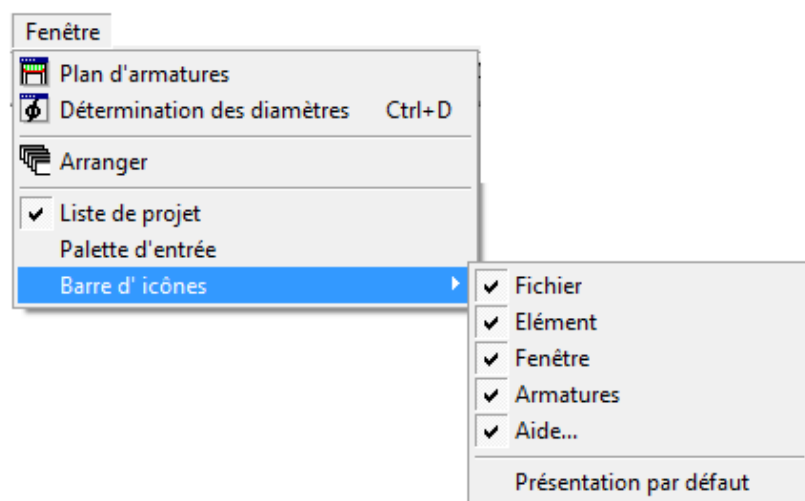 Fenêtre
Plan d'armatures
Détermination des diamètres Ctrl+D
Arranger
Liste de projet
Palette d'entrée
Barre d' icônes
Fichier
Elément
Fenêtre
Armatures
Aide...
Présentation par défaut